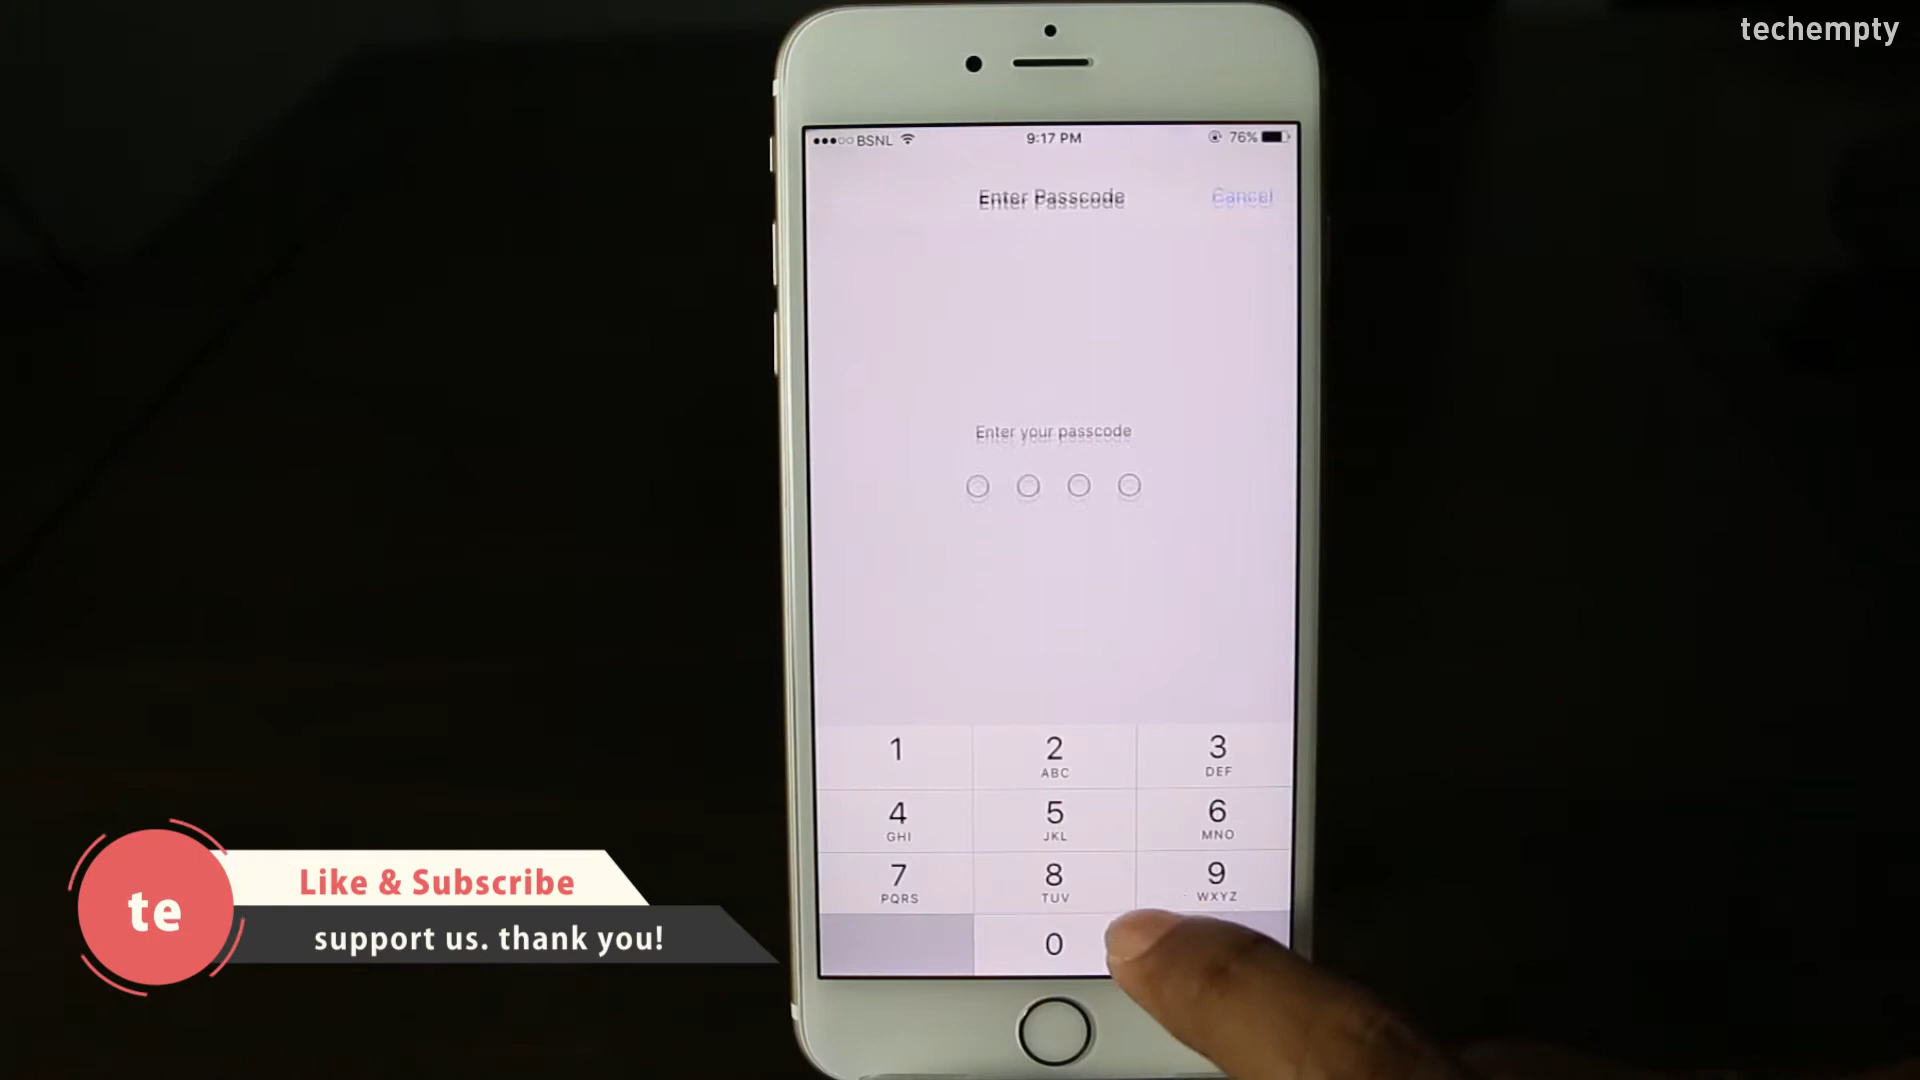 techempty
BSNL 9:17 PM 76%
Enter Passcode Cancel
Enter your passcode
1 2 3
ABC DEF
4 5 6
GHI JKL MNO
7 8 9
PQRS TUV WXYZ
0
te
Like & Subscribe
support us. thank you!